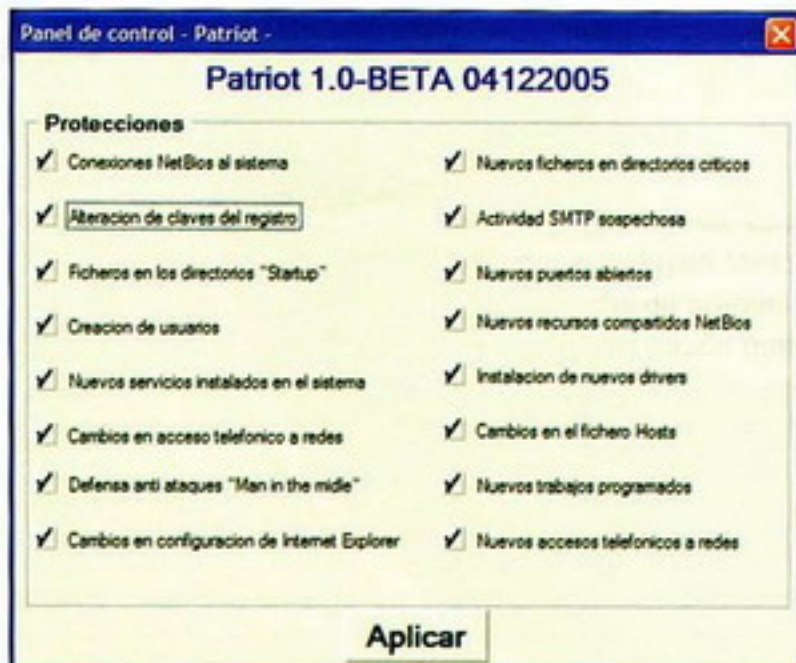 Panel de control - Patriot -
Patriot 1.0-BETA 04122005
Protecciones
Conexiones NetBios al sistema
Alteracion de claves del registro
Ficheros en los directorios "Startup"
Creacion de usuarios
Nuevos servicios instalados en el sistema
Cambios en acceso telefonico a redes
Defensa anti ataques "Man in the midle"
Cambios en configuracion de Internet Explorer
Nuevos ficheros en directorios criticos
Actividad SMTP sospechosa
Nuevos puertos abiertos
Nuevos recursos compartidos NetBios
Instalacion de nuevos drivers
Cambios en el fichero Hosts
Nuevos trabajos programados
Nuevos accesos telefonicos a redes
Aplicar